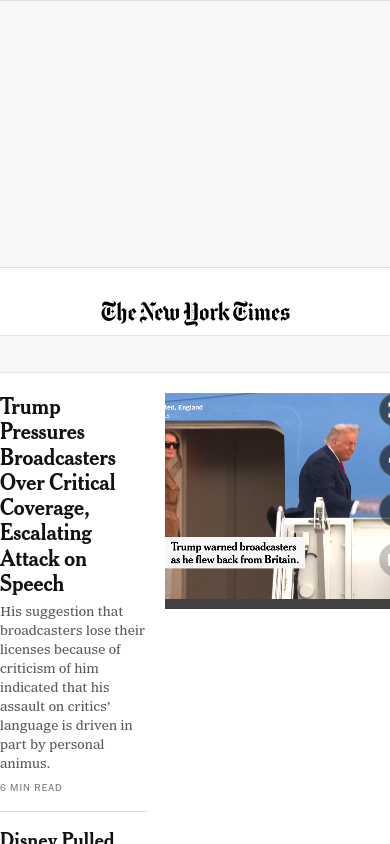 The New York Times
Trump
Pressures
Broadcasters
Over Critical
Coverage,
Escalating
Attack on
Speech
His suggestion that
broadcasters lose their
licenses because of
criticism of him
indicated that his
assault on critics'
language is driven in
part by personal
animus.
6 MIN READ
Disney Pulled
ted, England
Trump warned broadcasters
as he flew back from Britain.